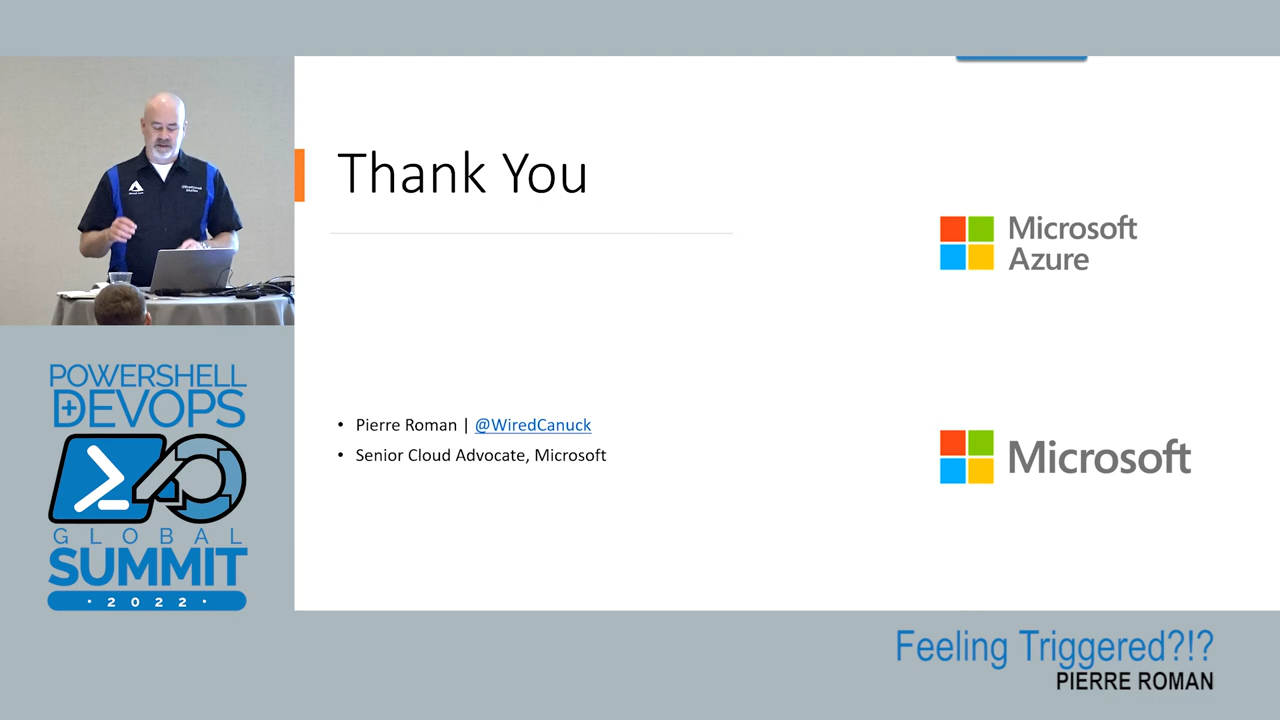 Thank You
Microsoft
Azure
• Pierre Roman | @WiredCanuck
• Senior Cloud Advocate, Microsoft
Microsoft
POWERSHELL
+DEVOPS
GLOBAL
SUMMIT
· 2022 ·
Feeling Triggered?!?
PIERRE ROMAN